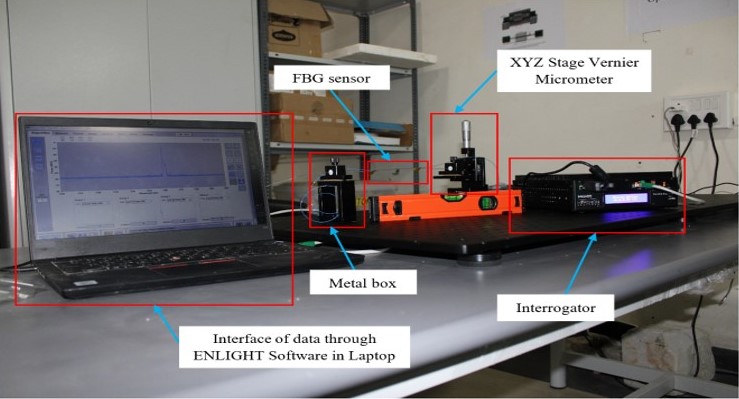 XYZ Stage Vernier
Micrometer
FBG sensor
Metal box
Interrogator
Interface of data through
ENLIGHT Software in Laptop